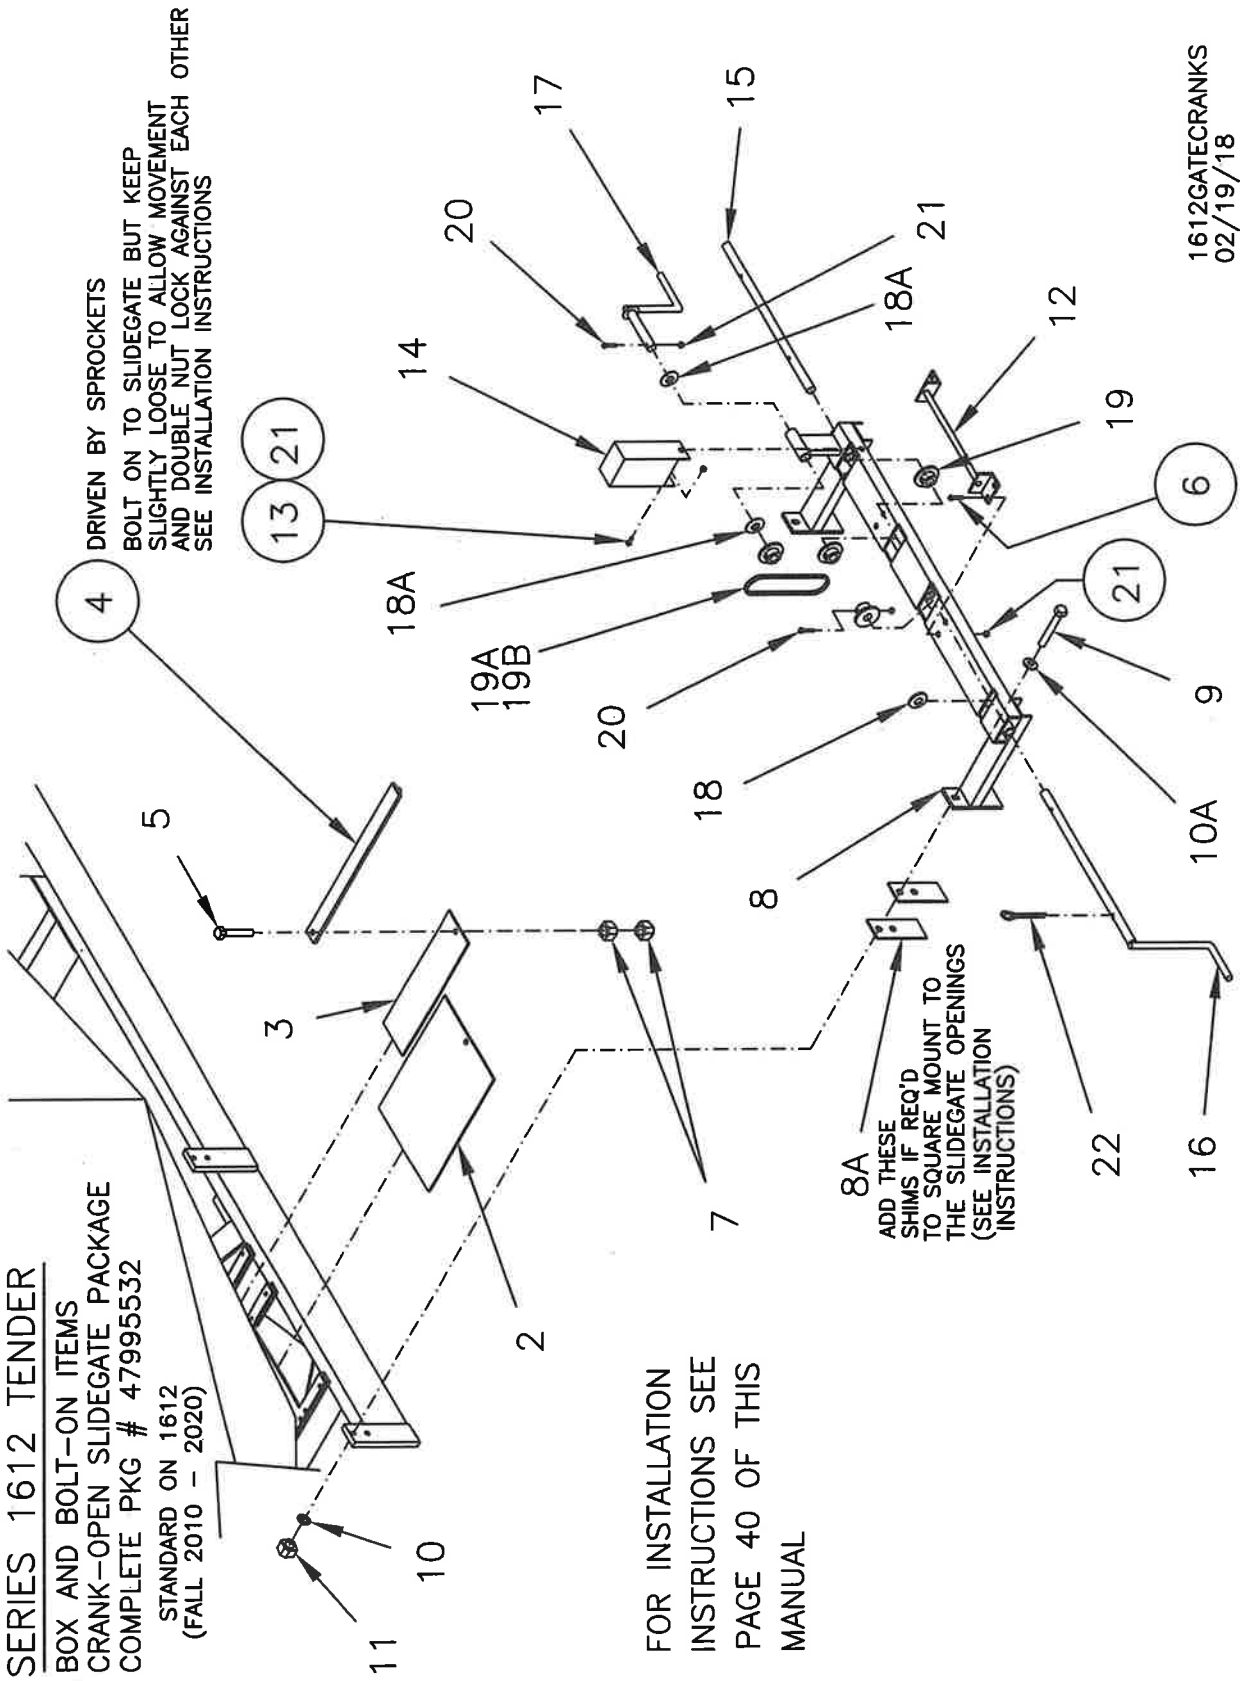 SERIES 1612 TENDER
BOX AND BOLT-ON ITEMS
CRANK-OPEN SLIDEGATE PACKAGE
COMPLETE PKG # 47995532
STANDARD ON 1612
(FALL 2010 - 2020)
4
DRIVEN BY SPROCKETS
BOLT ON TO SLIDEGATE BUT KEEP
SLIGHTLY LOOSE TO ALLOW MOVEMENT
AND DOUBLE NUT LOCK AGAINST EACH OTHER
SEE INSTALLATION INSTRUCTIONS
5
3
13
21
14
20
17
15
18A
19A
19B
20
18
8
21
18A
12
19
6
21
9
10A
11
10
2
7
8A
ADD THESE
SHIMS IF REQ'D
TO SQUARE MOUNT TO
THE SLIDEGATE OPENINGS
(SEE INSTALLATION
INSTRUCTIONS)
22
16
FOR INSTALLATION
INSTRUCTIONS SEE
PAGE 40 OF THIS
MANUAL
1612GATECRANKS
02/19/18